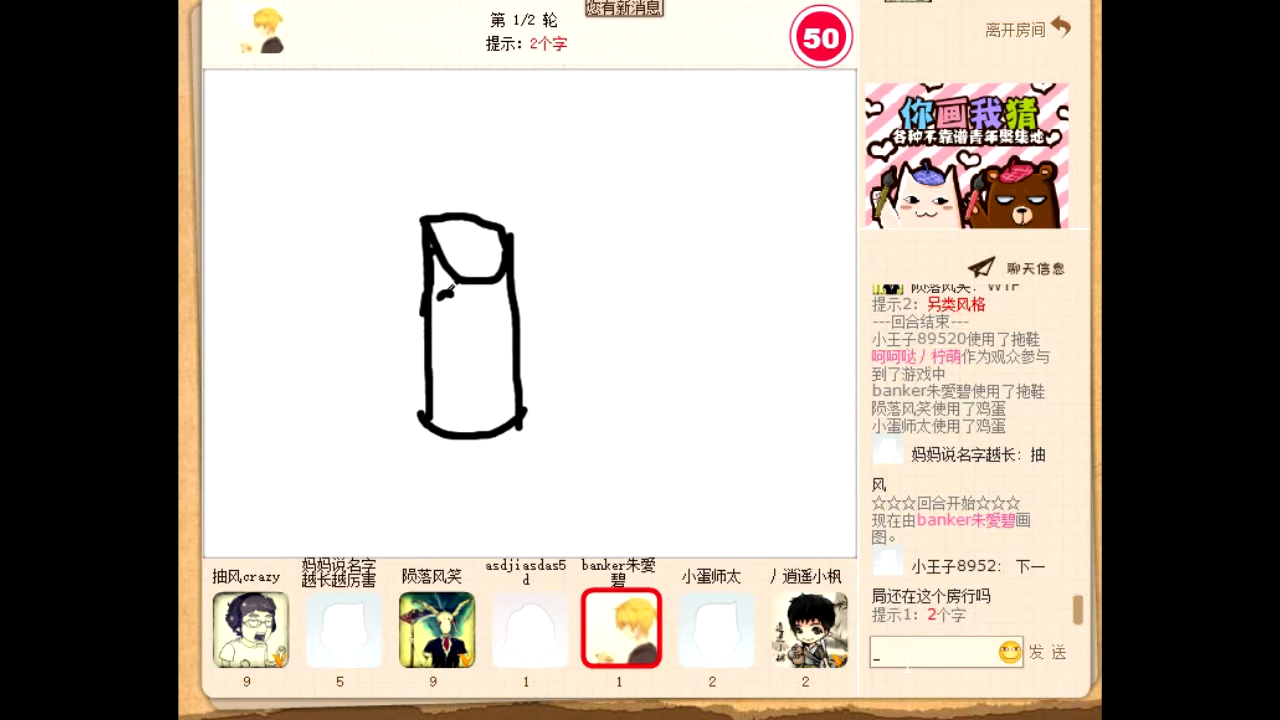 您有新消息
第 1/2 轮
提示：2个字
50
离开房间
你画我猜
各种不靠谱青年聚集地
聊天信息
陨落风笑：WTF
提示2：另类风格
---回合结束---
小王子89520使用了拖鞋
呵呵哒丿柠萌作为观众参与
到了游戏中
banker朱愛碧使用了拖鞋
陨落风笑使用了鸡蛋
小蛋师太使用了鸡蛋
妈妈说名字越长：抽
风
☆☆☆回合开始☆☆☆
现在由banker朱愛碧画
图。
小王子8952：下一
局还在这个房行吗
提示1：2个字
发送
抽风crazy
妈妈说名字
越长越厉害
陨落风笑
asdjiasdas5
d
banker朱愛
碧
小蛋师太
丿逍遥小枫
9
5
9
1
1
2
2